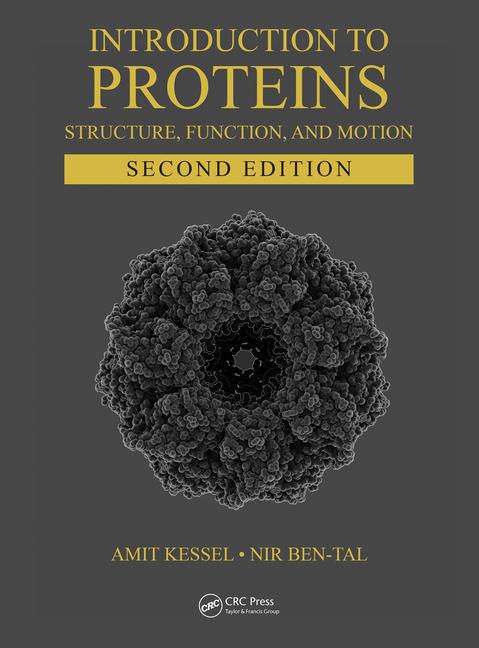 INTRODUCTION TO
PROTEINS
STRUCTURE, FUNCTION, AND MOTION
SECOND EDITION
AMIT KESSEL • NIR BEN-TAL
CRC CRC Press
Taylor & Francis Group